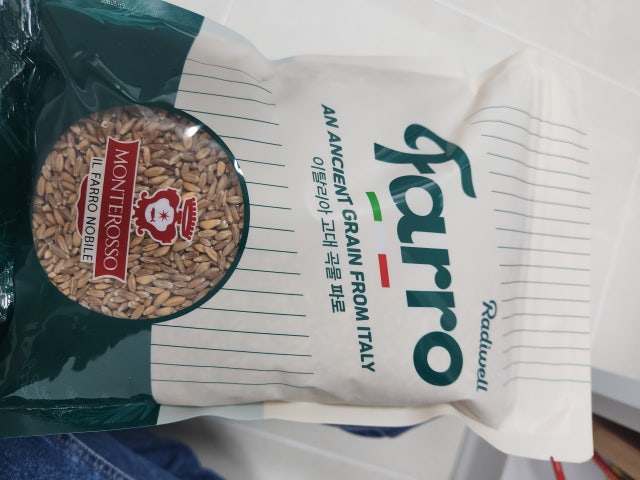 Radiwell
Farro
AN ANCIENT GRAIN FROM ITALY
이탈리아 고대 곡물 파로
MONTEROSSO
IL FARRO NOBILE